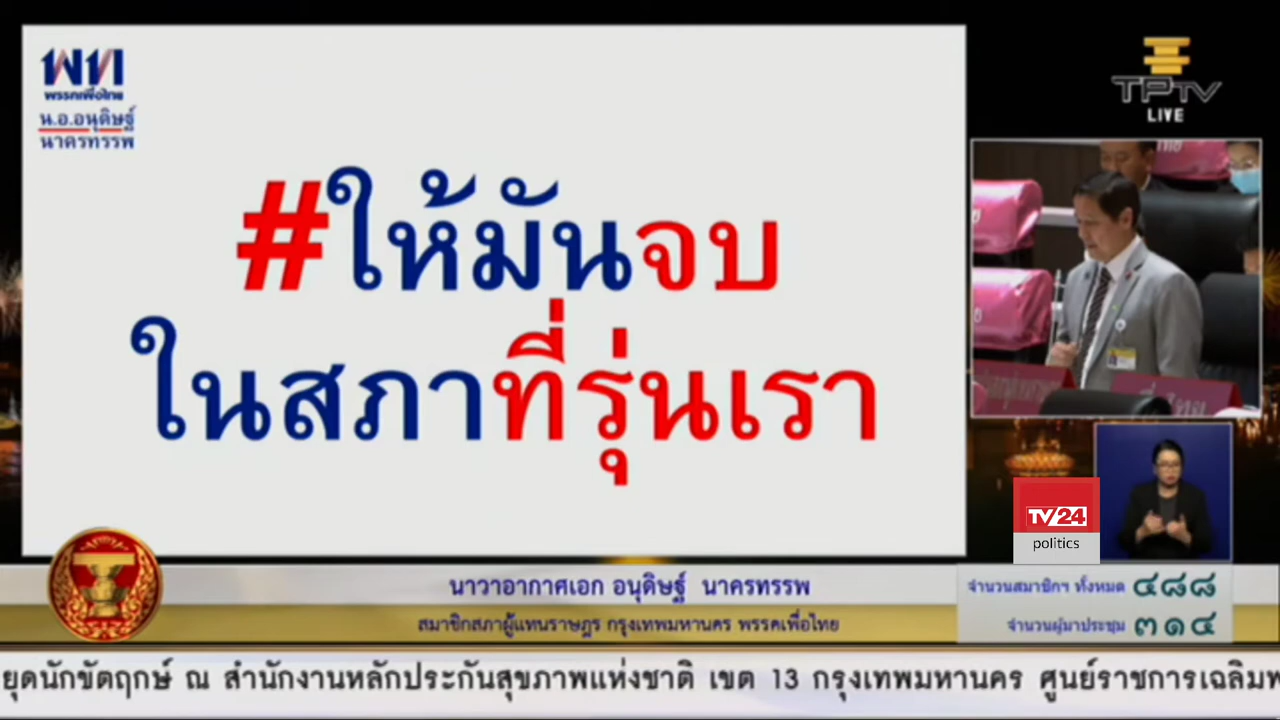 พท
พรรคเพื่อไทย
น.อ.อนุดิษฐ์
นาครทรรพ
#ให้มันจบ
ในสภาที่รุ่นเรา
TPTV
LIVE
TV/24
politics
นาวาอากาศเอก อนุดิษฐ์ นาครทรรพ
สมาชิกสภาผู้แทนราษฎร กรุงเทพมหานคร พรรคเพื่อไทย
จำนวนสมาชิกฯ ทั้งหมด ๔๘๘
จำนวนผู้มาประชุม ๓๑๔
ยุดนักขัตฤกษ์ ณ สำนักงานหลักประกันสุขภาพแห่งชาติ เขต 13 กรุงเทพมหานคร ศูนย์ราชการเฉลิมพ